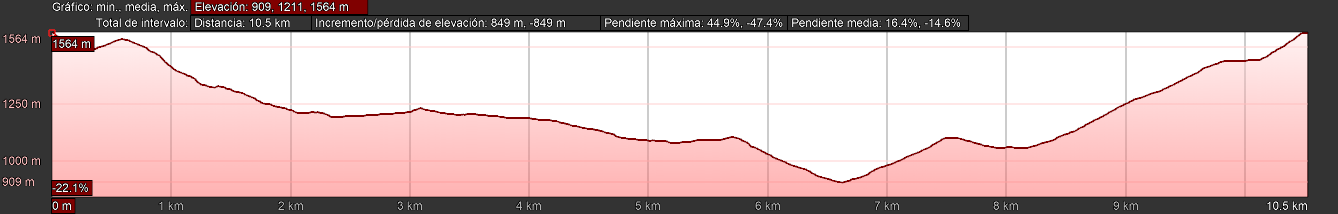 Gráfico: min., media, máx. Elevación: 909, 1211, 1564 m
Total de intervalo: Distancia: 10.5 km Incremento/pérdida de elevación: 849 m. -849 m Pendiente máxima: 44.9%, -47.4% Pendiente media: 16.4%, -14.6%
1564 m
1564 m
1250 m
1000 m
909 m
-22.1%
0 m 1 km 2 km 3 km 4 km 5 km 6 km 7 km 8 km 9 km 10.5 km